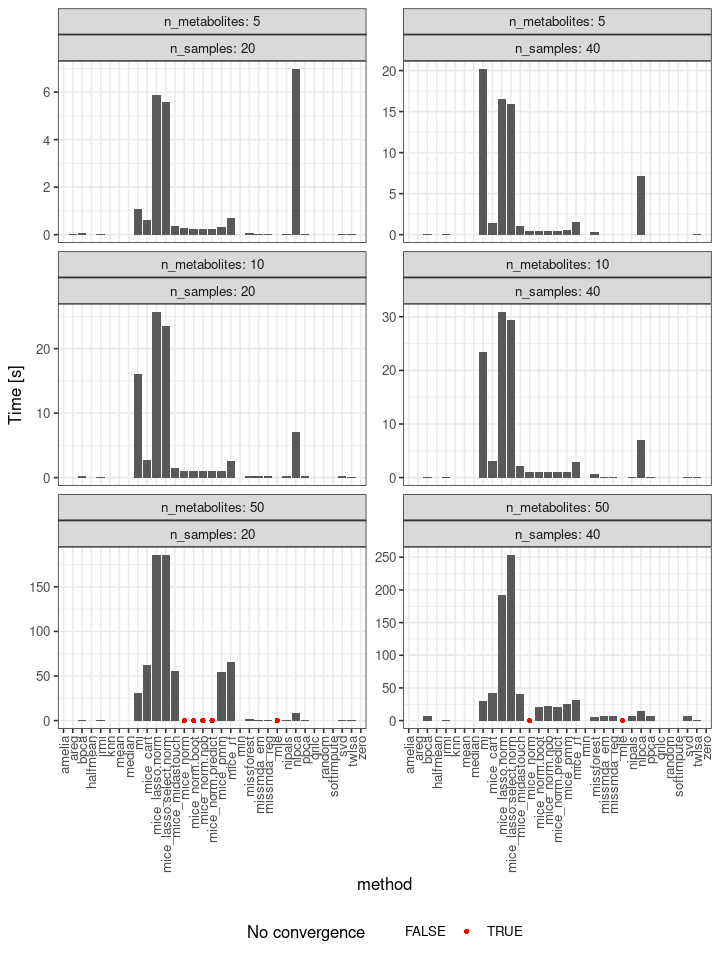 n_metabolites: 5
n_metabolites: 5
n_samples: 20
n_samples: 40
6
4
2
0
20
15
10
5
0
n_metabolites: 10
n_metabolites: 10
n_samples: 20
n_samples: 40
20
10
0
30
20
10
0
Time [s]
n_metabolites: 50
n_metabolites: 50
n_samples: 20
n_samples: 40
150
100
50
0
250
200
150
100
50
0
amelia
areg
bpca
halfmean
irmi
knn
mean
median
mi
mice_cart
mice_lasso.norm
mice_lasso.select.norm
mice_midastouch
mice_norm
mice_norm.boot
mice_norm.nob
mice_norm.predict
mice_pmm
mice_rf
min
missforest
missmda_em
missmda_reg
mle
nipals
nlpca
ppca
qrilc
random
softimpute
svd
twlsa
zero
amelia
areg
bpca
halfmean
irmi
knn
mean
median
mi
mice_cart
mice_lasso.norm
mice_lasso.select.norm
mice_midastouch
mice_norm
mice_norm.boot
mice_norm.nob
mice_norm.predict
mice_pmm
mice_rf
min
missforest
missmda_em
missmda_reg
mle
nipals
nlpca
ppca
qrilc
random
softimpute
svd
twlsa
zero
method
No convergence FALSE TRUE